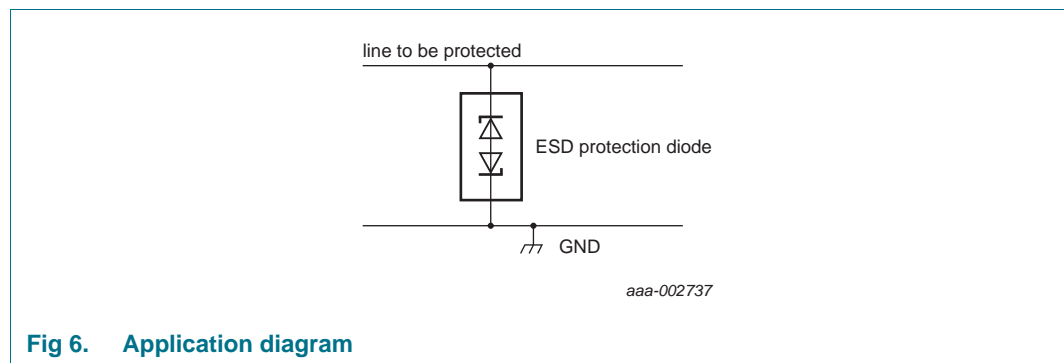 line to be protected
ESD protection diode
GND
aaa-002737
Fig 6. Application diagram